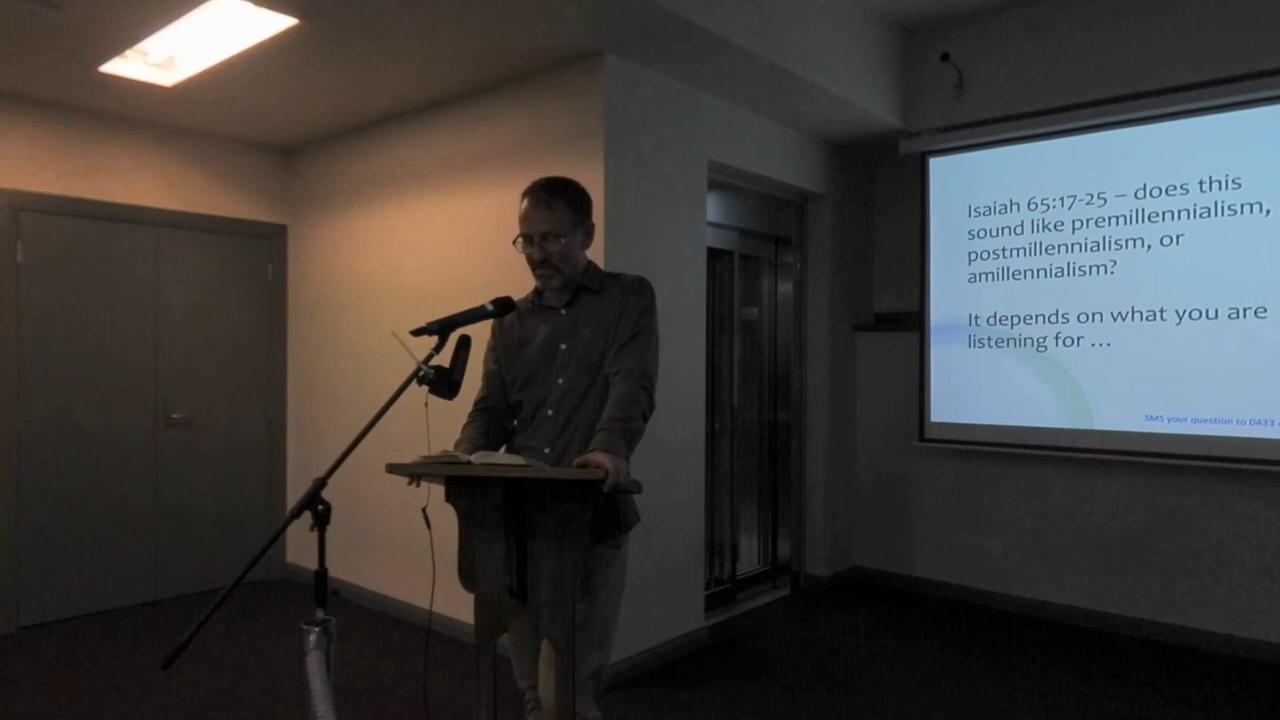 Isaiah 65:17-25 – does this
sound like premillennialism,
postmillennialism, or
amillennialism?
It depends on what you are
listening for …
SMS your question to 0433